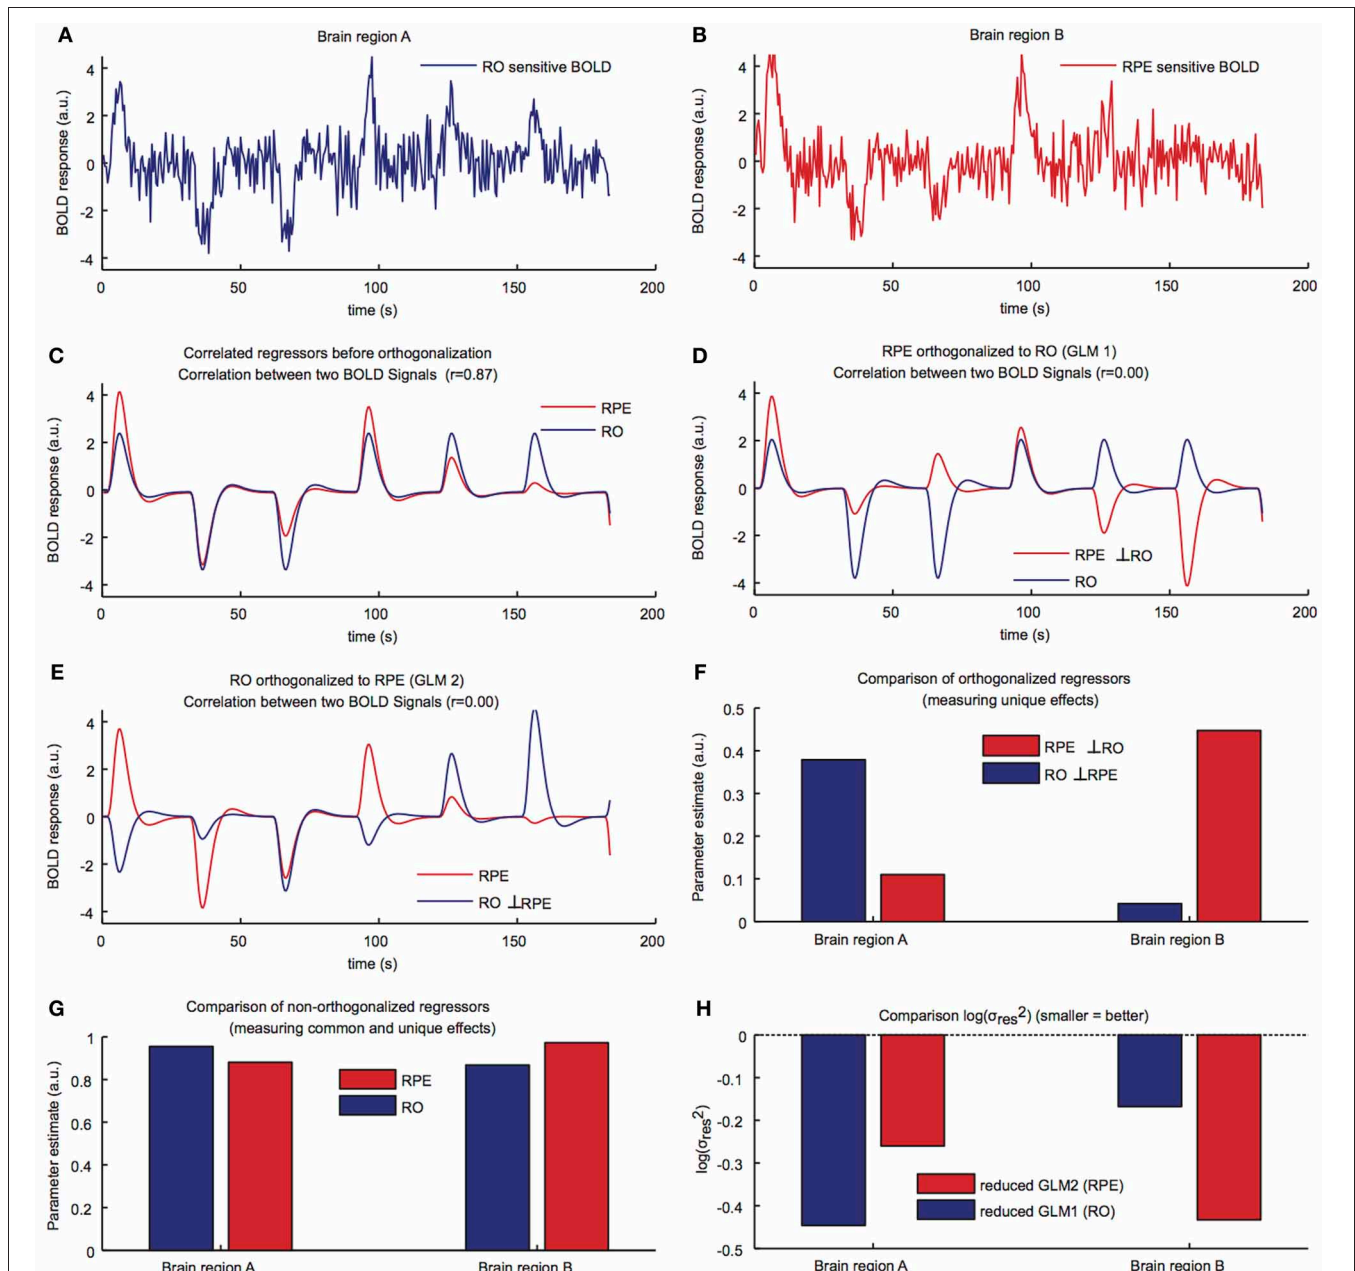 A
Brain region A
RO sensitive BOLD
BOLD response (a.u.)
4
2
0
-2
-4
0 50 100 150 200
time (s)
B
Brain region B
RPE sensitive BOLD
BOLD response (a.u.)
4
2
0
-2
-4
0 50 100 150 200
time (s)
C
Correlated regressors before orthogonalization
Correlation between two BOLD Signals (r=0.87)
RPE
RO
BOLD response (a.u.)
4
2
0
-2
-4
0 50 100 150 200
time (s)
D
RPE orthogonalized to RO (GLM 1)
Correlation between two BOLD Signals (r=0.00)
BOLD response (a.u.)
4
2
0
-2
-4
RPE ⊥RO
RO
0 50 100 150 200
time (s)
E
RO orthogonalized to RPE (GLM 2)
Correlation between two BOLD Signals (r=0.00)
BOLD response (a.u.)
4
2
0
-2
-4
RPE
RO ⊥RPE
0 50 100 150 200
time (s)
F
Comparison of orthogonalized regressors
(measuring unique effects)
RPE ⊥RO
RO ⊥RPE
Parameter estimate (a.u.)
0.5
0.4
0.3
0.2
0.1
0
Brain region A Brain region B
G
Comparison of non-orthogonalized regressors
(measuring common and unique effects)
RPE
RO
Parameter estimate (a.u.)
1
0.8
0.6
0.4
0.2
0
Brain region A Brain region B
H
Comparison log(σres²) (smaller = better)
log(σres²)
0
-0.1
-0.2
-0.3
-0.4
-0.5
reduced GLM2 (RPE)
reduced GLM1 (RO)
Brain region A Brain region B